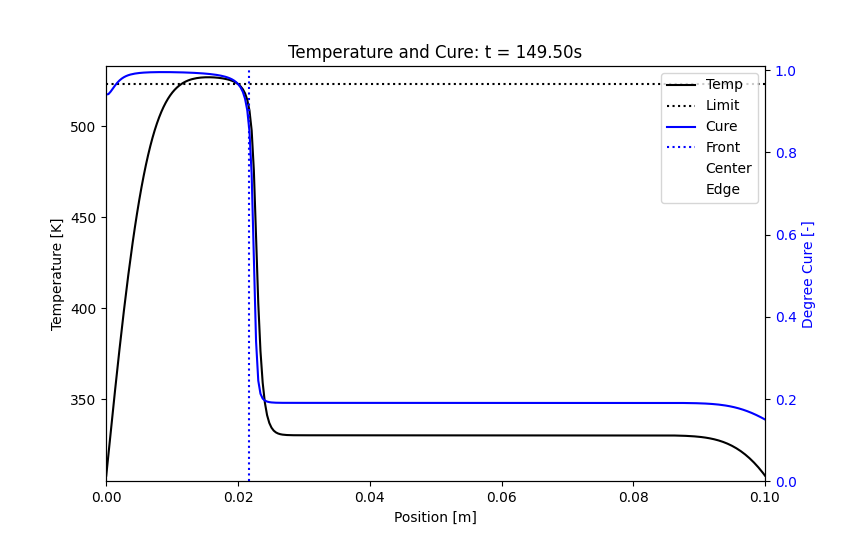 Temperature and Cure: t = 149.50s
Temp
Limit
Cure
Front
Center
Edge
500
450
400
350
Temperature [K]
1.0
0.8
0.6
0.4
0.2
0.0
Degree Cure [-]
0.00 0.02 0.04 0.06 0.08 0.10
Position [m]